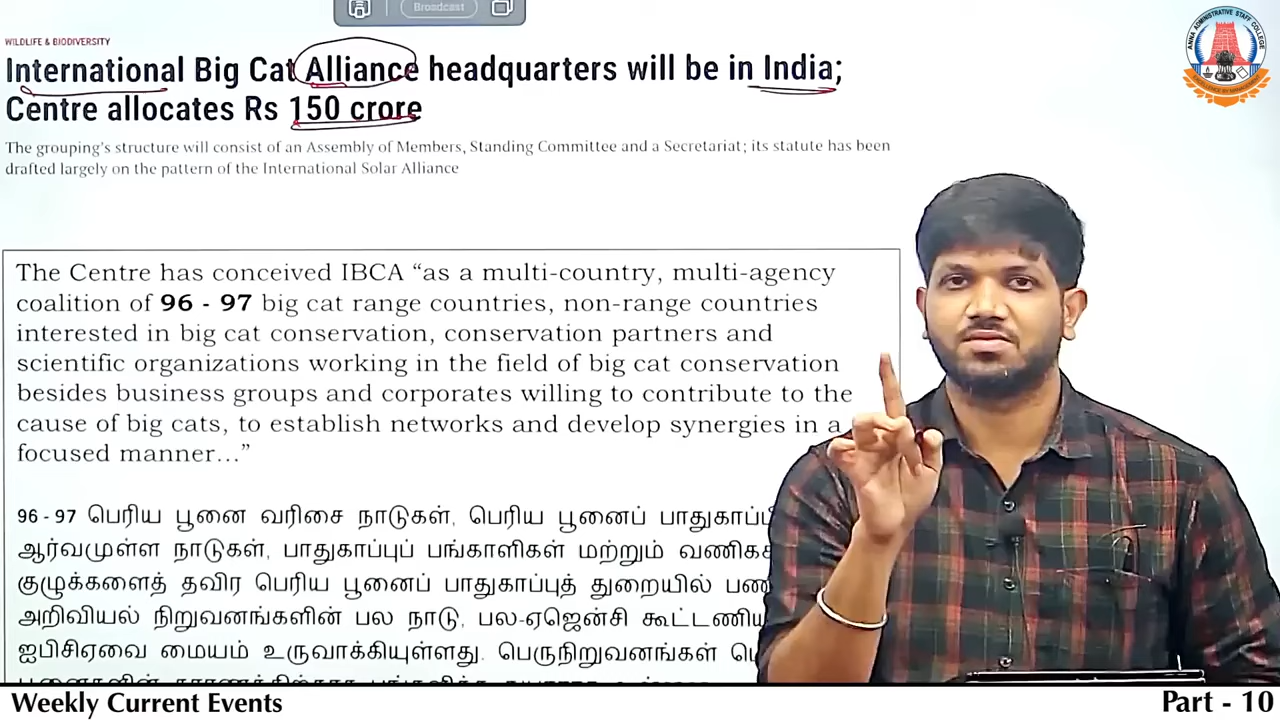 Broadcast
WILDLIFE & BIODIVERSITY
International Big Cat Alliance headquarters will be in India;
Centre allocates Rs 150 crore
The grouping's structure will consist of an Assembly of Members, Standing Committee and a Secretariat; its statute has been
drafted largely on the pattern of the International Solar Alliance
ANNA ADMINISTRATIVE STAFF COLLEGE
The Centre has conceived IBCA “as a multi-country, multi-agency
coalition of 96 - 97 big cat range countries, non-range countries
interested in big cat conservation, conservation partners and
scientific organizations working in the field of big cat conservation
besides business groups and corporates willing to contribute to the
cause of big cats, to establish networks and develop synergies in a
focused manner...”
96 - 97 பெரிய பூனை வரிசை நாடுகள், பெரிய பூனைப்
ஆர்வமுள்ள நாடுகள், பாதுகாப்புப் பங்காளிகள் மற்றும்
குழுக்களைத் தவிர பெரிய பூனைப் பாதுகாப்புத் துறையில்
அறிவியல் நிறுவனங்களின் பல நாடு, பல-ஏஜென்சி
ஐபிசிஏவை மையம் உருவாக்கியுள்ளது. பெருநிறுவனங்கள்
Weekly Current Events
Part - 10